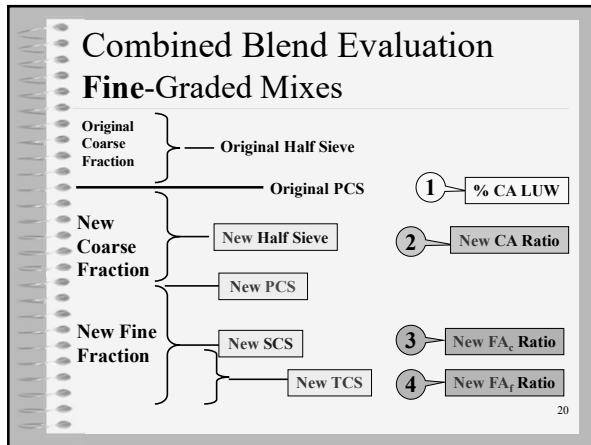 Combined Blend Evaluation
Fine-Graded Mixes
Original
Coarse
Fraction
Original Half Sieve
Original PCS
1
% CA LUW
New
Coarse
Fraction
New Half Sieve
2
New CA Ratio
New PCS
New Fine
Fraction
New SCS
3
New FAc Ratio
New TCS
4
New FAf Ratio
20